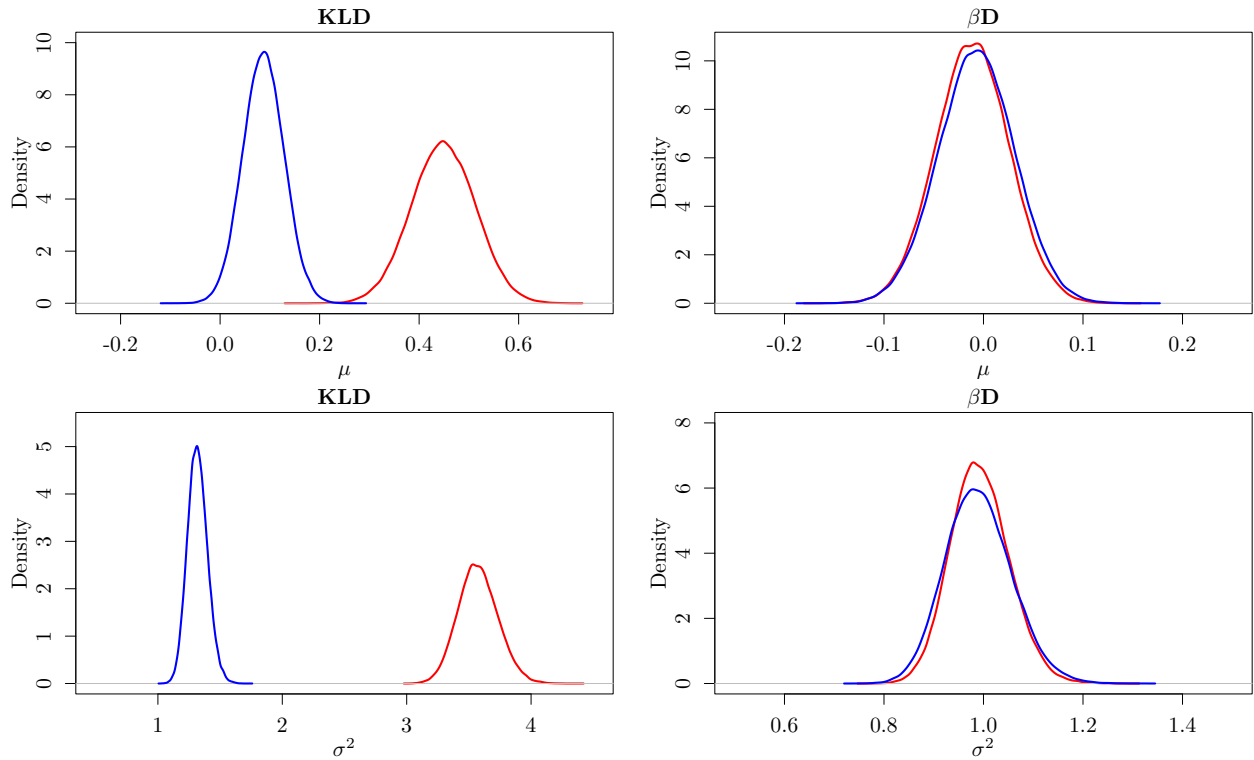 KLD
Density
0 2 4 6 8 10
-0.2 0.0 0.2 0.4 0.6
μ
βD
Density
0 2 4 6 8 10
-0.2 -0.1 0.0 0.1 0.2
μ
KLD
Density
0 1 2 3 4 5
1 2 3 4
σ²
βD
Density
0 2 4 6 8
0.6 0.8 1.0 1.2 1.4
σ²